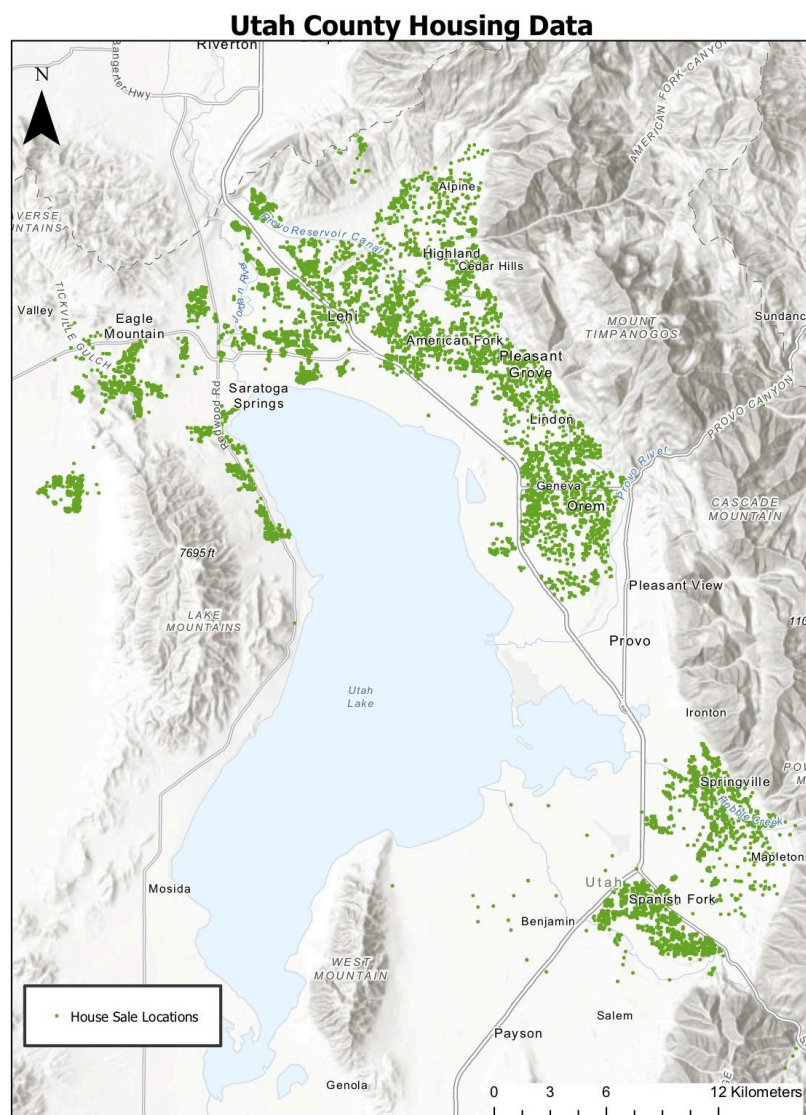 Utah County Housing Data
Riverton
Bangerter Hwy
N
AMERICAN FORK CANYON
Alpine
Provo Reservoir Canal
Highland
Cedar Hills
Jordan River
TICKVILLE GULCH
Valley
Eagle
Mountain
Lehi
American Fork
MOUNT
TIMPANOGOS
Sundance
Pleasant
Grove
PROVO CANYON
Saratoga
Springs
Redwood Rd
Lindon
Provo River
Geneva
Orem
CASCADE
MOUNTAIN
7695 ft
Pleasant View
LAKE
MOUNTAINS
110
Provo
Utah
Lake
Ironton
Springville
Hobble Creek
Mapleton
Mosida
Utah
Spanish Fork
Benjamin
WEST
MOUNTAIN
House Sale Locations
Salem
Payson
Genola
0 3 6 12 Kilometers